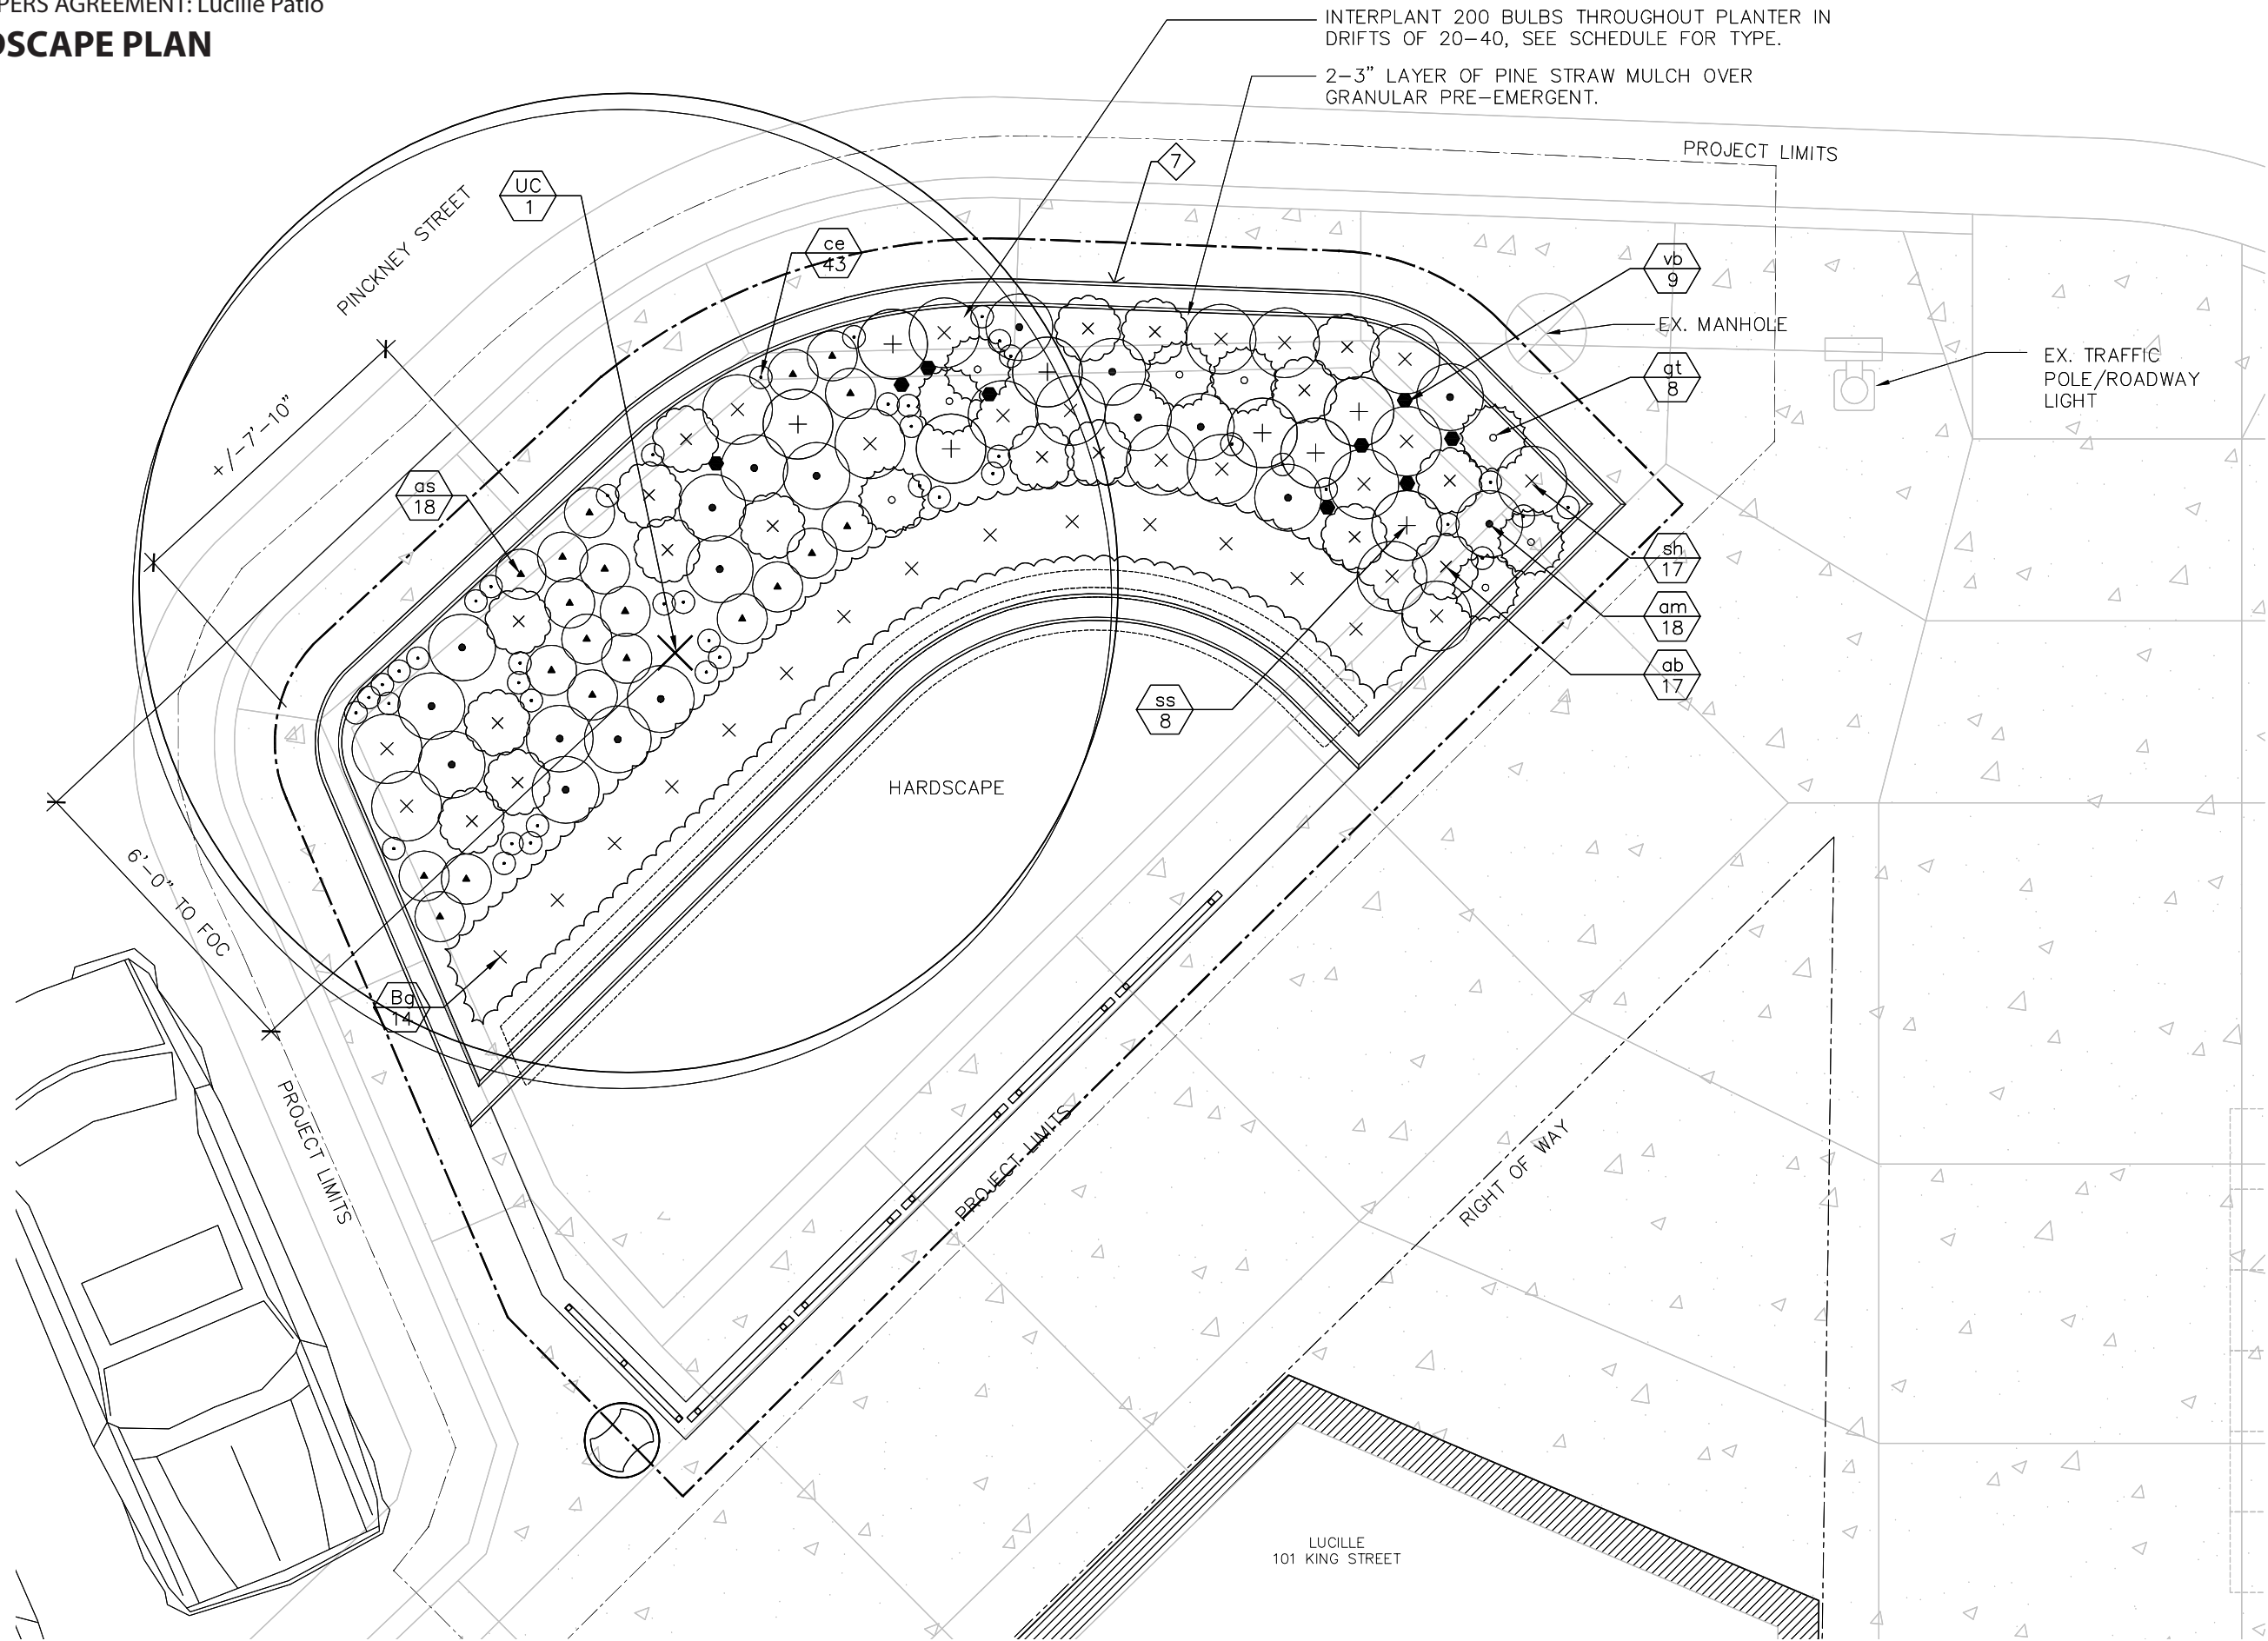 PERS AGREEMENT: Lucille Patio
DSCAPE PLAN
INTERPLANT 200 BULBS THROUGHOUT PLANTER IN
DRIFTS OF 20-40, SEE SCHEDULE FOR TYPE.
2-3" LAYER OF PINE STRAW MULCH OVER
GRANULAR PRE-EMERGENT.
PROJECT LIMITS
7
UC
1
PINCKNEY STREET
ce
43
vb
9
EX. MANHOLE
EX. TRAFFIC
POLE/ROADWAY
LIGHT
gt
8
+/-7'-10"
as
18
sh
17
am
18
ab
17
ss
8
HARDSCAPE
6'-0" TO FOC
Bg
14
PROJECT LIMITS
PROJECT LIMITS
RIGHT OF WAY
LUCILLE
101 KING STREET